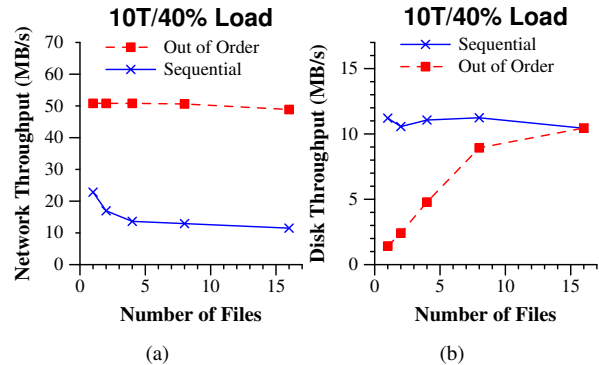 10T/40% Load
Network Throughput (MB/s)
70
60
50
40
30
20
10
0
Out of Order
Sequential
0
5
10
15
Number of Files
(a)
10T/40% Load
Disk Throughput (MB/s)
15
10
5
0
Sequential
Out of Order
0
5
10
15
Number of Files
(b)